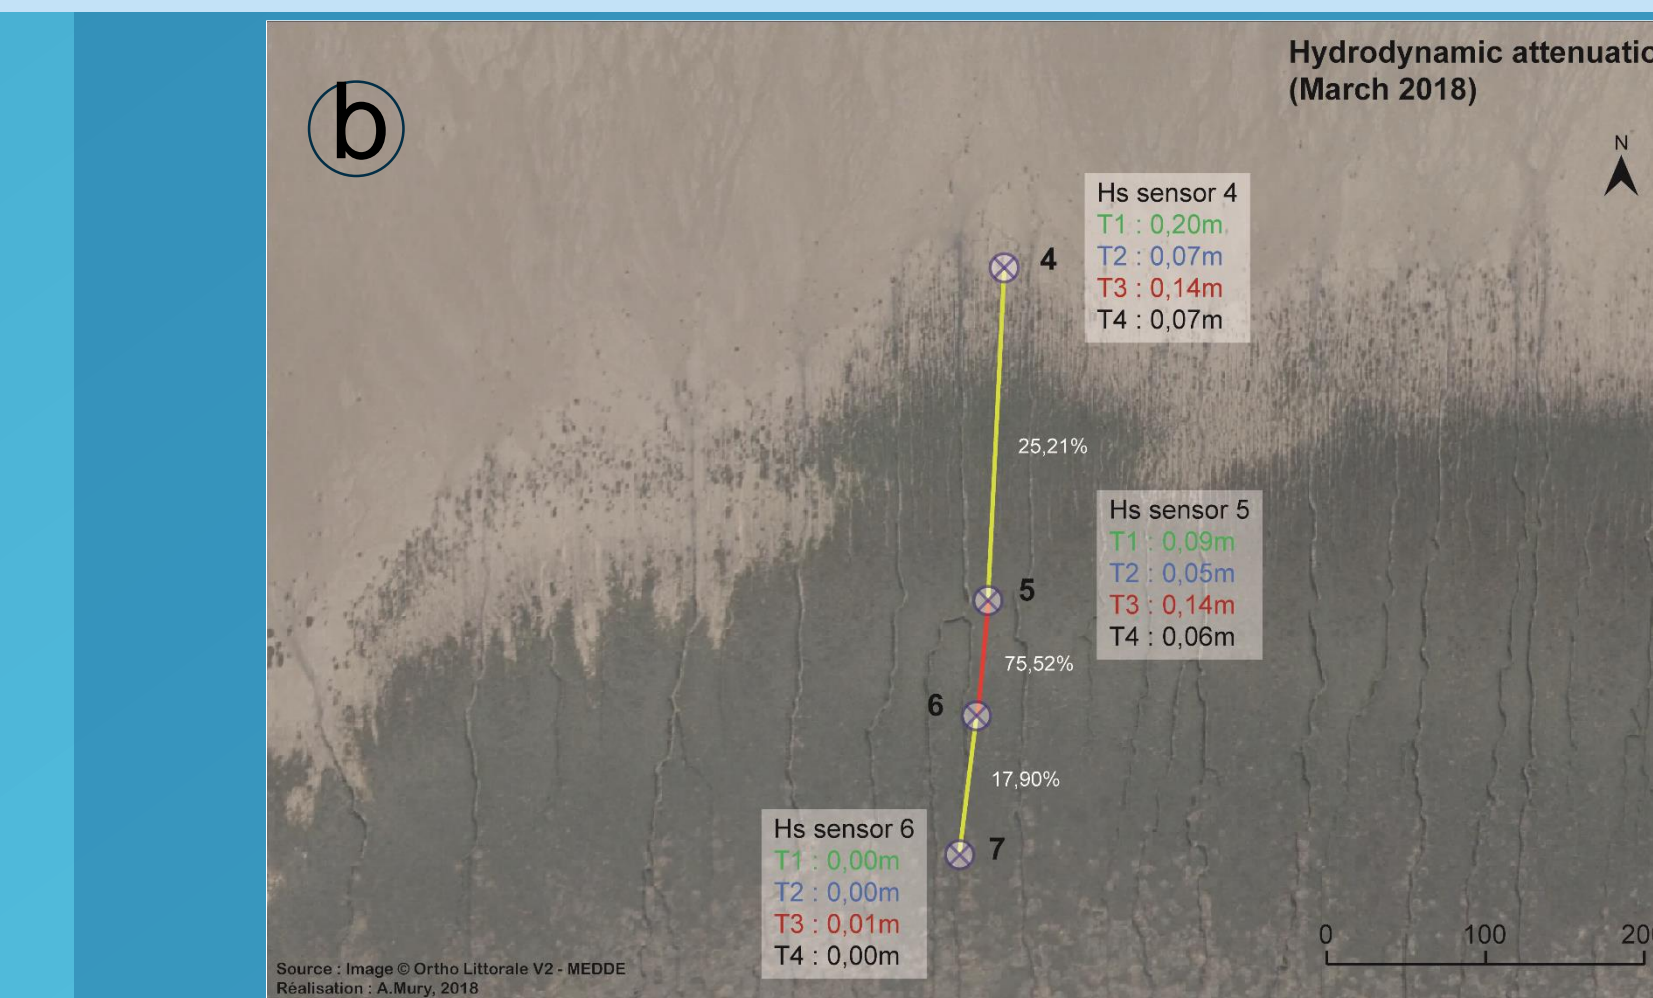 b
Hydrodynamic attenuatio
(March 2018)
N
Hs sensor 4
T1 : 0,20m
T2 : 0,07m
T3 : 0,14m
T4 : 0,07m
4
25,21%
Hs sensor 5
T1 : 0,09m
T2 : 0,05m
T3 : 0,14m
T4 : 0,06m
5
75,52%
6
17,90%
7
Hs sensor 6
T1 : 0,00m
T2 : 0,00m
T3 : 0,01m
T4 : 0,00m
0 100 20
Source : Image © Ortho Littorale V2 - MEDDE
Réalisation : A.Mury, 2018